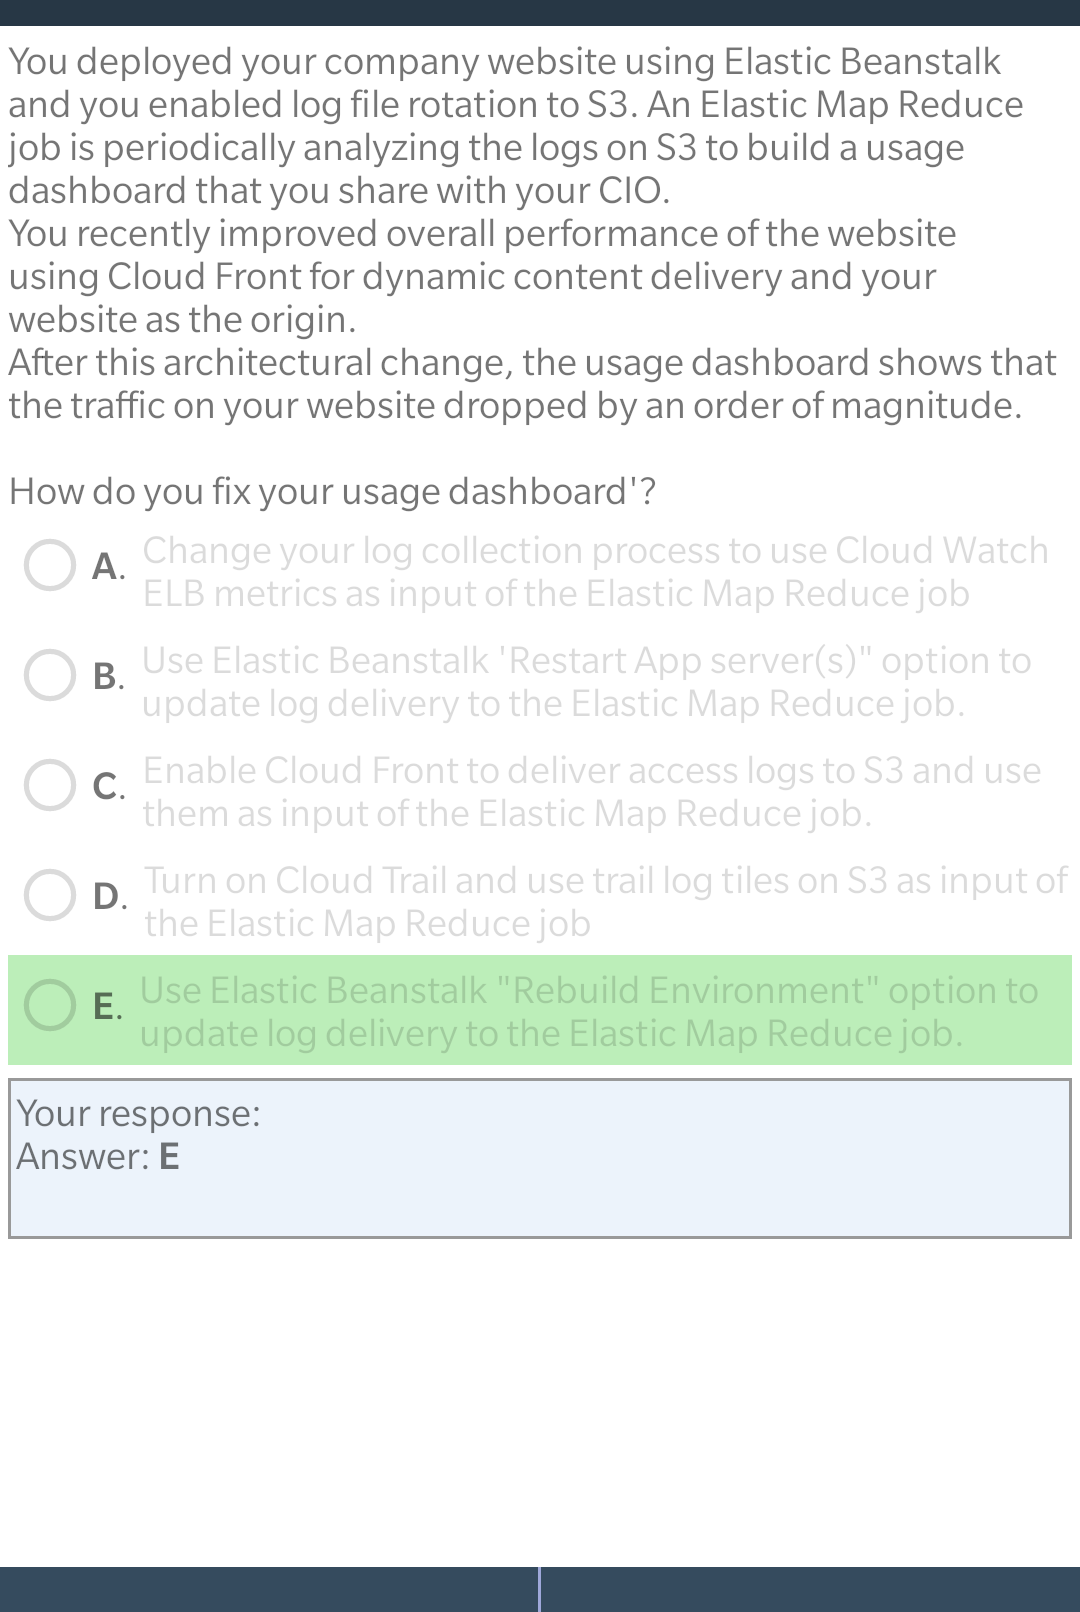 You deployed your company website using Elastic Beanstalk
and you enabled log file rotation to S3. An Elastic Map Reduce
job is periodically analyzing the logs on S3 to build a usage
dashboard that you share with your CIO.
You recently improved overall performance of the website
using Cloud Front for dynamic content delivery and your
website as the origin.
After this architectural change, the usage dashboard shows that
the traffic on your website dropped by an order of magnitude.
How do you fix your usage dashboard'?
A. Change your log collection process to use Cloud Watch
ELB metrics as input of the Elastic Map Reduce job
B. Use Elastic Beanstalk 'Restart App server(s)" option to
update log delivery to the Elastic Map Reduce job.
C. Enable Cloud Front to deliver access logs to S3 and use
them as input of the Elastic Map Reduce job.
D. Turn on Cloud Trail and use trail log tiles on S3 as input of
the Elastic Map Reduce job
E. Use Elastic Beanstalk "Rebuild Environment" option to
update log delivery to the Elastic Map Reduce job.
Your response:
Answer: E